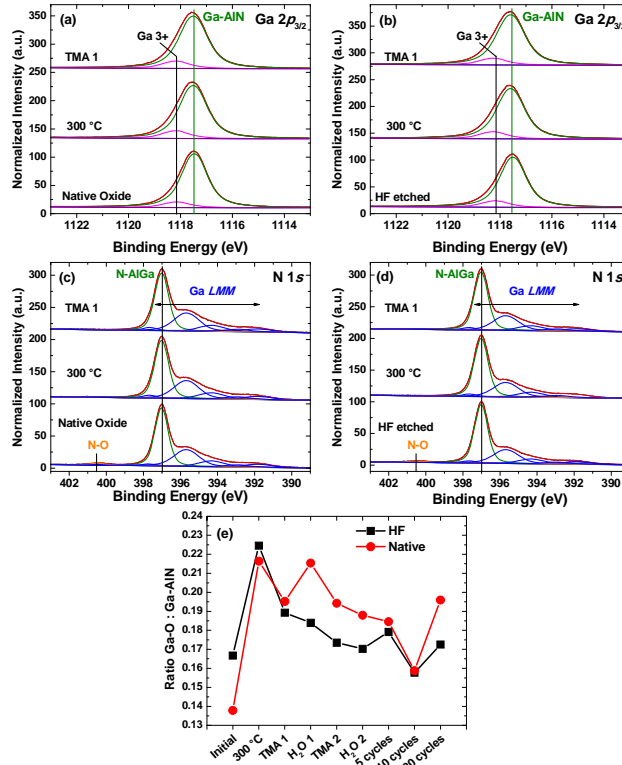 (a)
Ga-AlN
Ga 2p3/2
Ga 3+
TMA 1
300 °C
Native Oxide
Normalized Intensity (a.u.)
350
300
250
200
150
100
50
0
1122 1120 1118 1116 1114
Binding Energy (eV)
(b)
Ga-AlN
Ga 2p3/2
Ga 3+
TMA 1
300 °C
HF etched
Normalized Intensity (a.u.)
350
300
250
200
150
100
50
0
1122 1120 1118 1116 1114
Binding Energy (eV)
(c)
N-AlGa
N 1s
Ga LMM
TMA 1
300 °C
Native Oxide
N-O
Normalized Intensity (a.u.)
300
250
200
150
100
50
0
402 400 398 396 394 392 390
Binding Energy (eV)
(d)
N-AlGa
N 1s
Ga LMM
TMA 1
300 °C
HF etched
N-O
Normalized Intensity (a.u.)
300
250
200
150
100
50
0
402 400 398 396 394 392 390
Binding Energy (eV)
(e)
HF
Native
Ratio Ga-O : Ga-AlN
0.24
0.23
0.22
0.21
0.20
0.19
0.18
0.17
0.16
0.15
0.14
0.13
Initial
300 °C
TMA 1
H2O 1
TMA 2
H2O 2
5 cycles